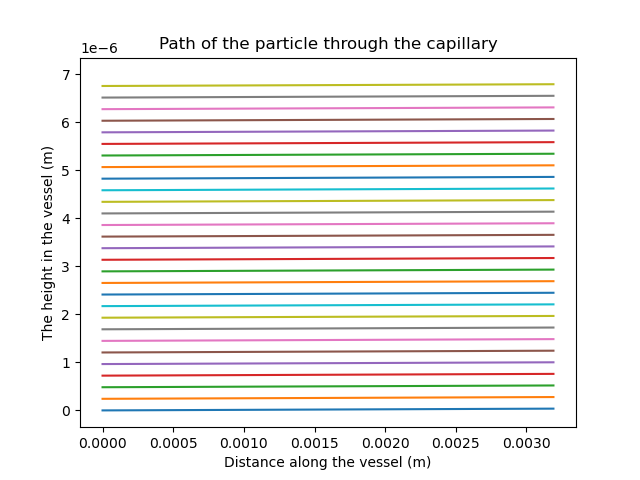 Path of the particle through the capillary
1e−6
7
6
5
4
3
2
1
0
The height in the vessel (m)
0.0000 0.0005 0.0010 0.0015 0.0020 0.0025 0.0030
Distance along the vessel (m)